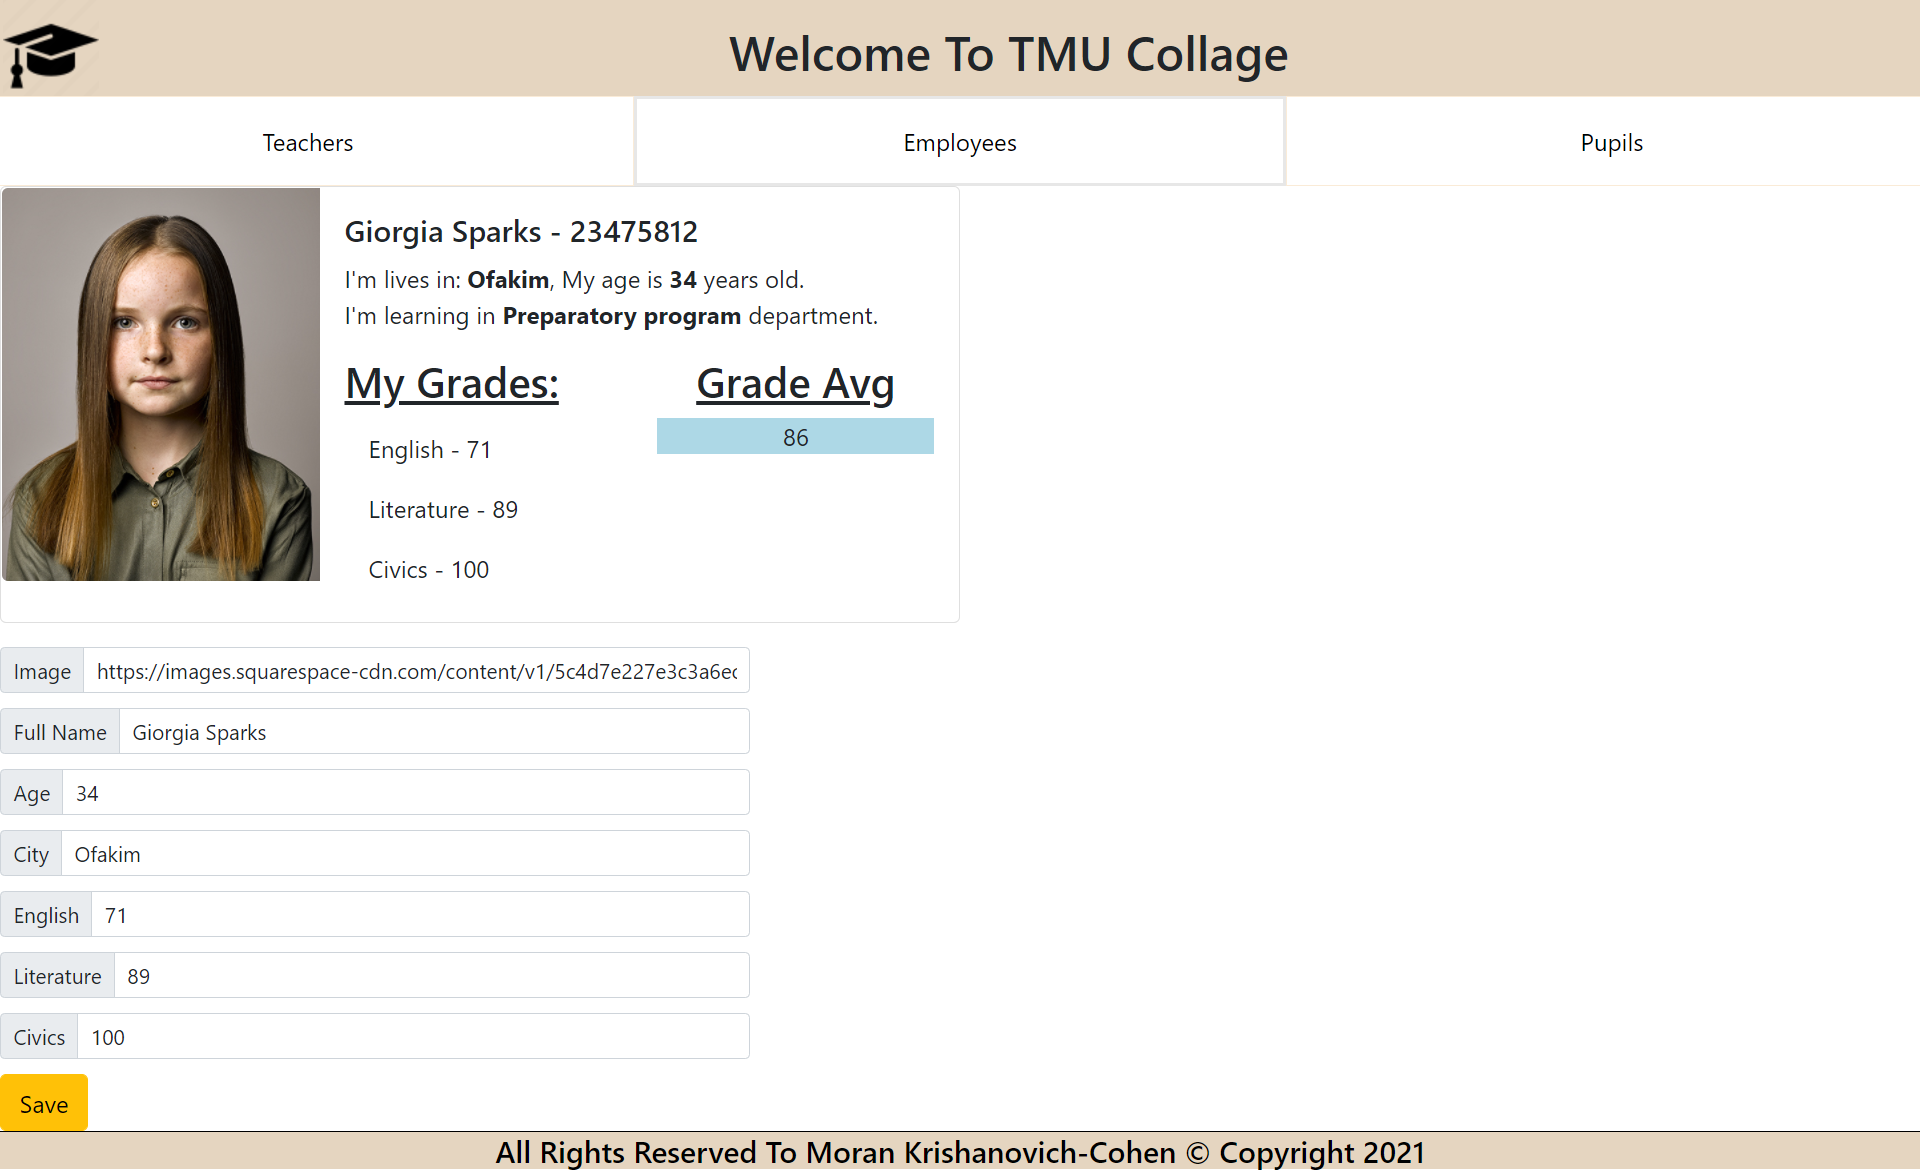 Welcome To TMU Collage
Teachers
Employees
Pupils
Giorgia Sparks - 23475812
I'm lives in: Ofakim, My age is 34 years old.
I'm learning in Preparatory program department.
My Grades:
English - 71
Literature - 89
Civics - 100
Grade Avg
86
Image https://images.squarespace-cdn.com/content/v1/5c4d7e227e3c3a6ec
Full Name Giorgia Sparks
Age 34
City Ofakim
English 71
Literature 89
Civics 100
Save
All Rights Reserved To Moran Krishanovich-Cohen © Copyright 2021